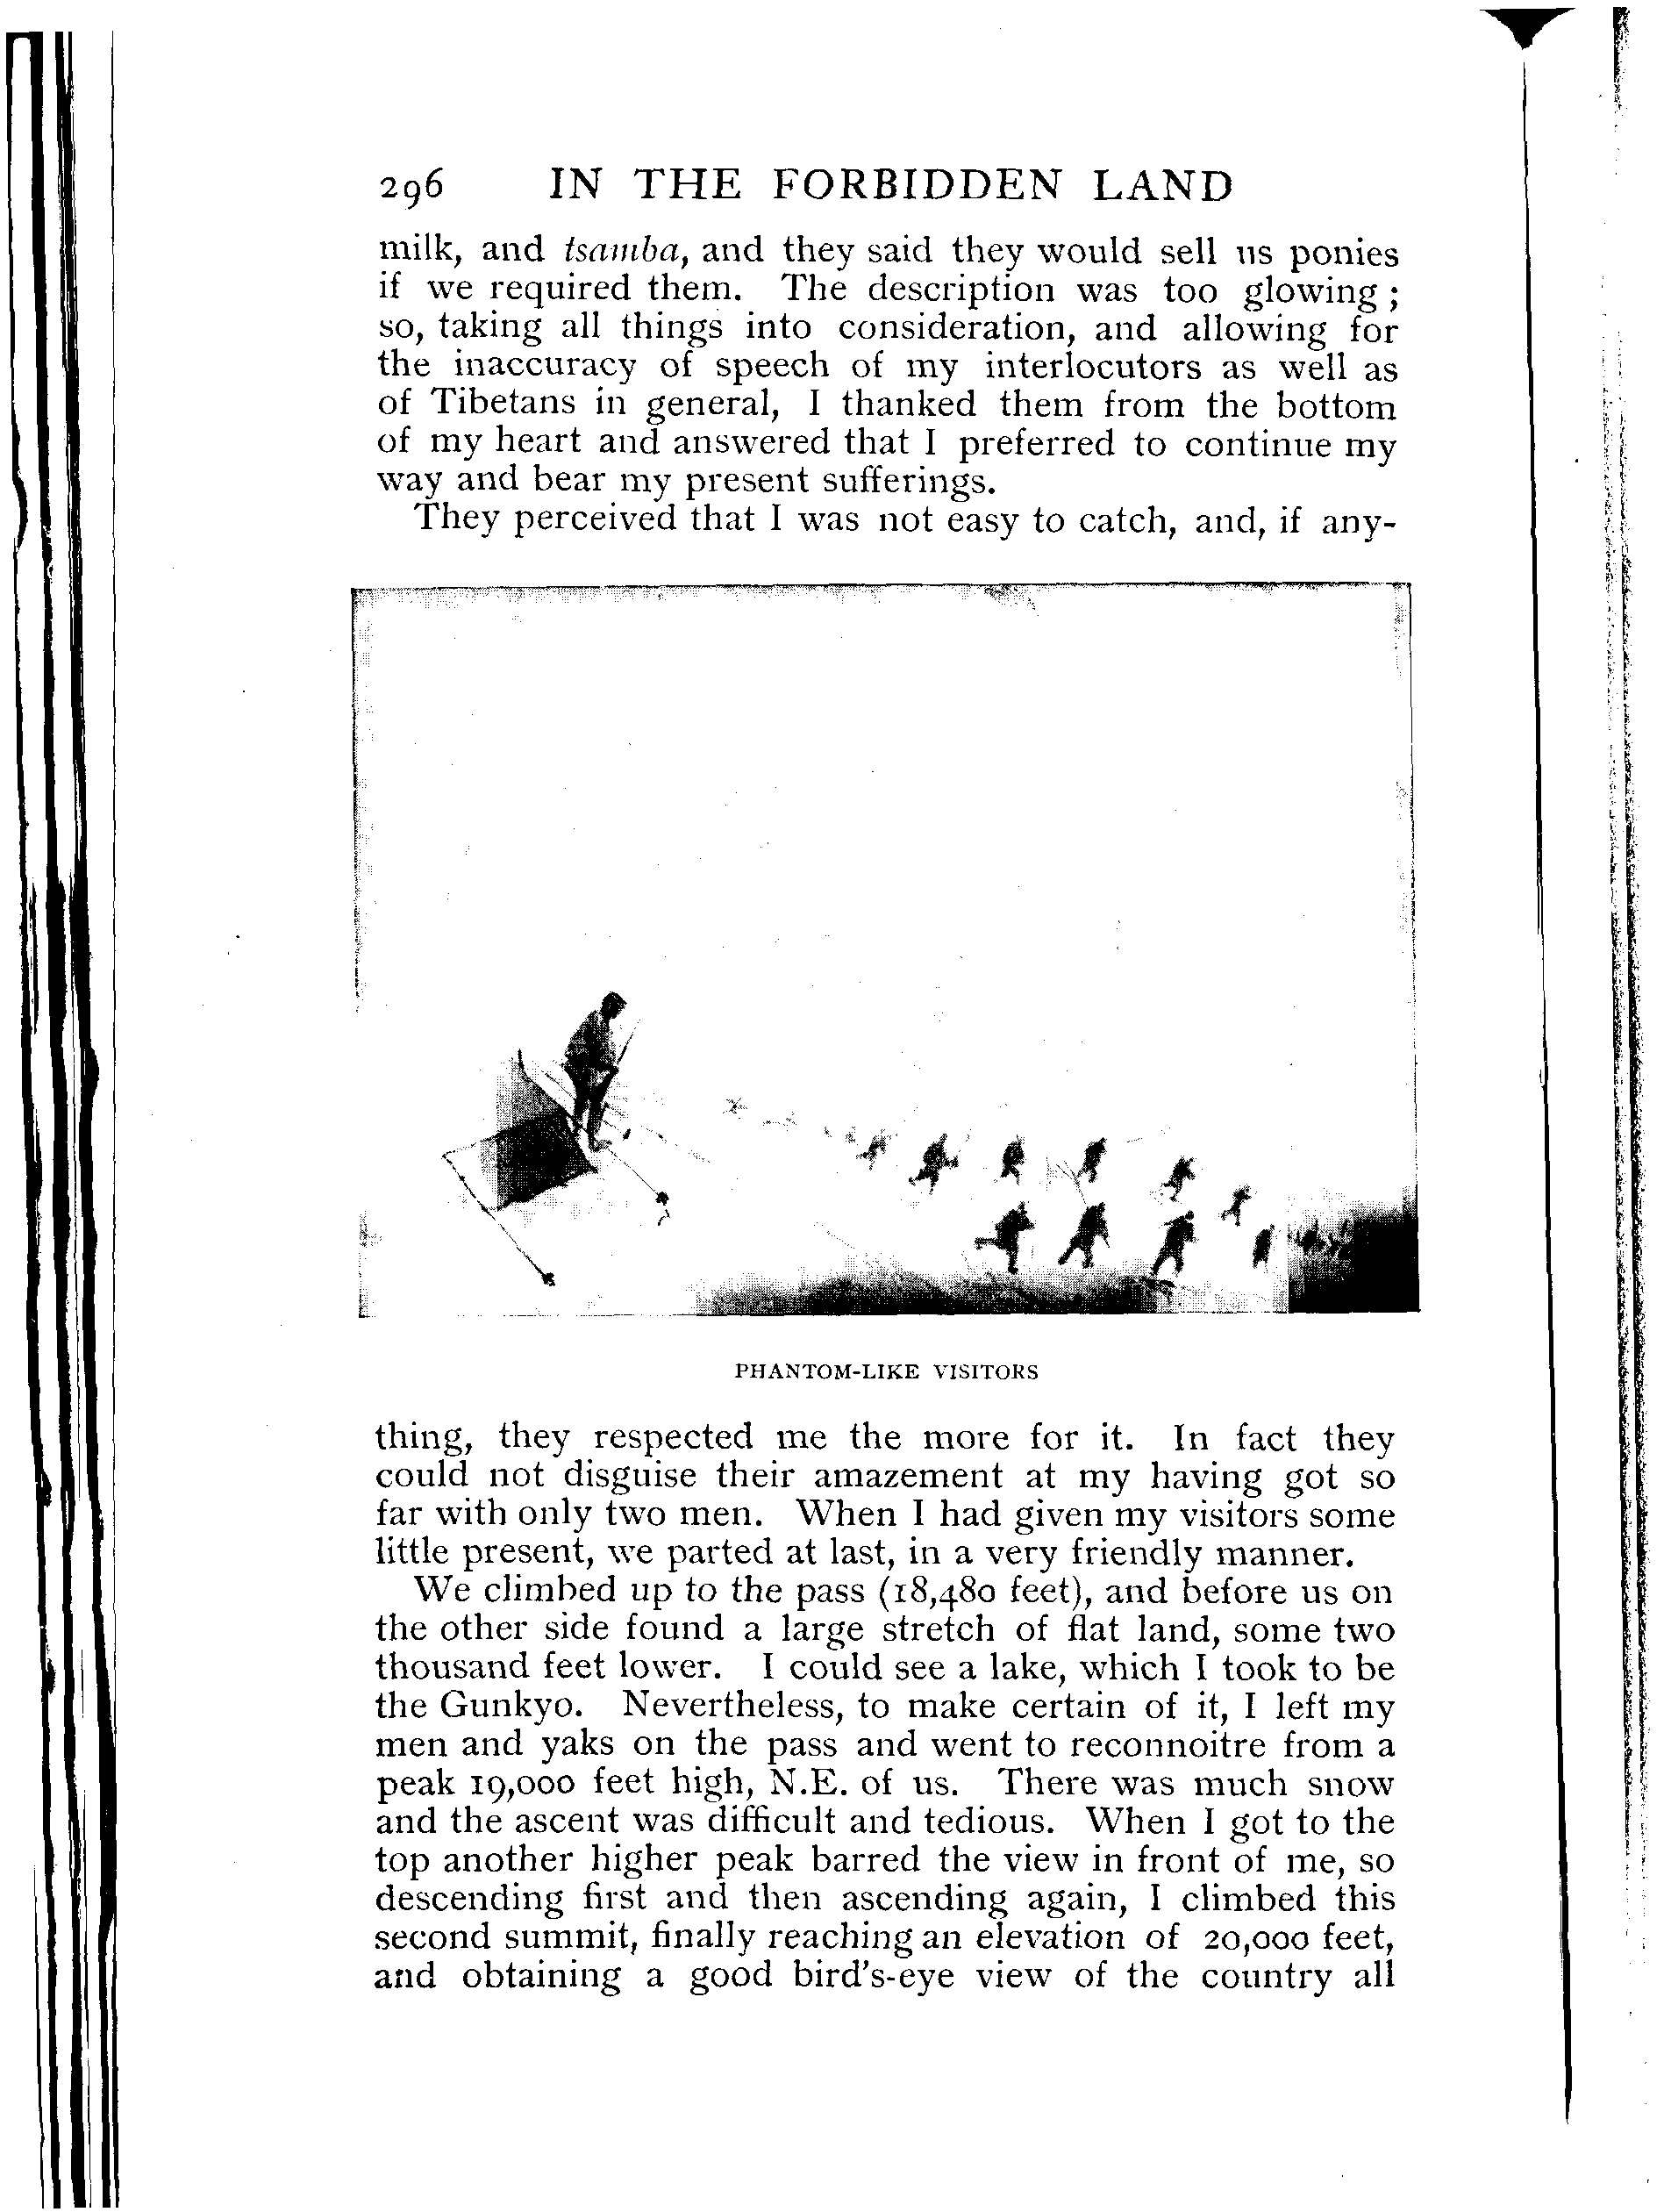 296 IN THE FORBIDDEN LAND
milk, and tsamba, and they said they would sell us ponies
if we required them. The description was too glowing ;
so, taking all things into consideration, and allowing for
the inaccuracy of speech of my interlocutors as well as
of Tibetans in general, I thanked them from the bottom
of my heart and answered that I preferred to continue my
way and bear my present sufferings.
They perceived that I was not easy to catch, and, if any-
PHANTOM-LIKE VISITORS
thing, they respected me the more for it. In fact they
could not disguise their amazement at my having got so
far with only two men. When I had given my visitors some
little present, we parted at last, in a very friendly manner.
We climbed up to the pass (18,480 feet), and before us on
the other side found a large stretch of flat land, some two
thousand feet lower. I could see a lake, which I took to be
the Gunkyo. Nevertheless, to make certain of it, I left my
men and yaks on the pass and went to reconnoitre from a
peak 19,000 feet high, N.E. of us. There was much snow
and the ascent was difficult and tedious. When I got to the
top another higher peak barred the view in front of me, so
descending first and then ascending again, I climbed this
second summit, finally reaching an elevation of 20,000 feet,
and obtaining a good bird's-eye view of the country all